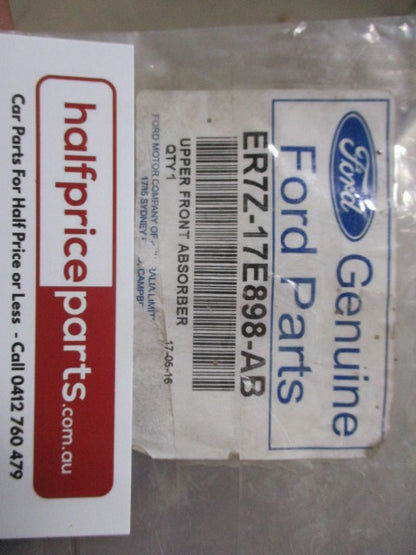 halfpriceparts.com.au
Car Parts For Half Price or Less - Call 0412 760 479
Ford Genuine
Ford Parts
ER7Z-17E898-AB
UPPER FRONT ABSORBER
QTY 1
17-05-16
FORD MOTOR COMPANY OF
SYDNEY